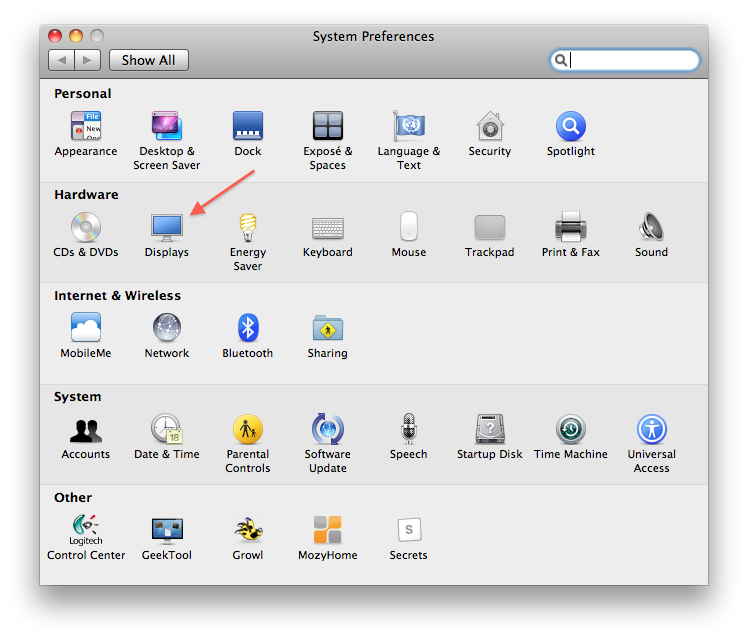 System Preferences
Show All
Personal
File
New
Appearance
Desktop &
Screen Saver
Dock
Exposé &
Spaces
Language &
Text
Security
Spotlight
Hardware
CDs & DVDs
Displays
Energy
Saver
Keyboard
Mouse
Trackpad
Print & Fax
Sound
Internet & Wireless
MobileMe
Network
Bluetooth
Sharing
System
18
?
Accounts
Date & Time
Parental
Controls
Software
Update
Speech
Startup Disk
Time Machine
Universal
Access
Other
Logitech
S
Control Center
GeekTool
Growl
MozyHome
Secrets